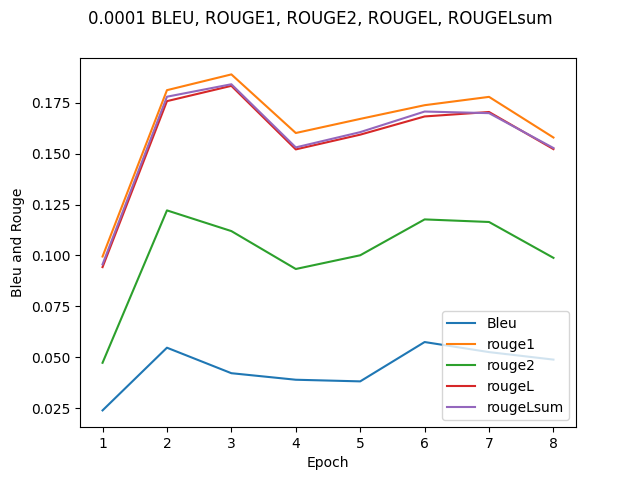 0.0001 BLEU, ROUGE1, ROUGE2, ROUGEL, ROUGELsum
Bleu and Rouge
0.175
0.150
0.125
0.100
0.075
0.050
0.025
Bleu
rouge1
rouge2
rougeL
rougeLsum
1 2 3 4 5 6 7 8
Epoch